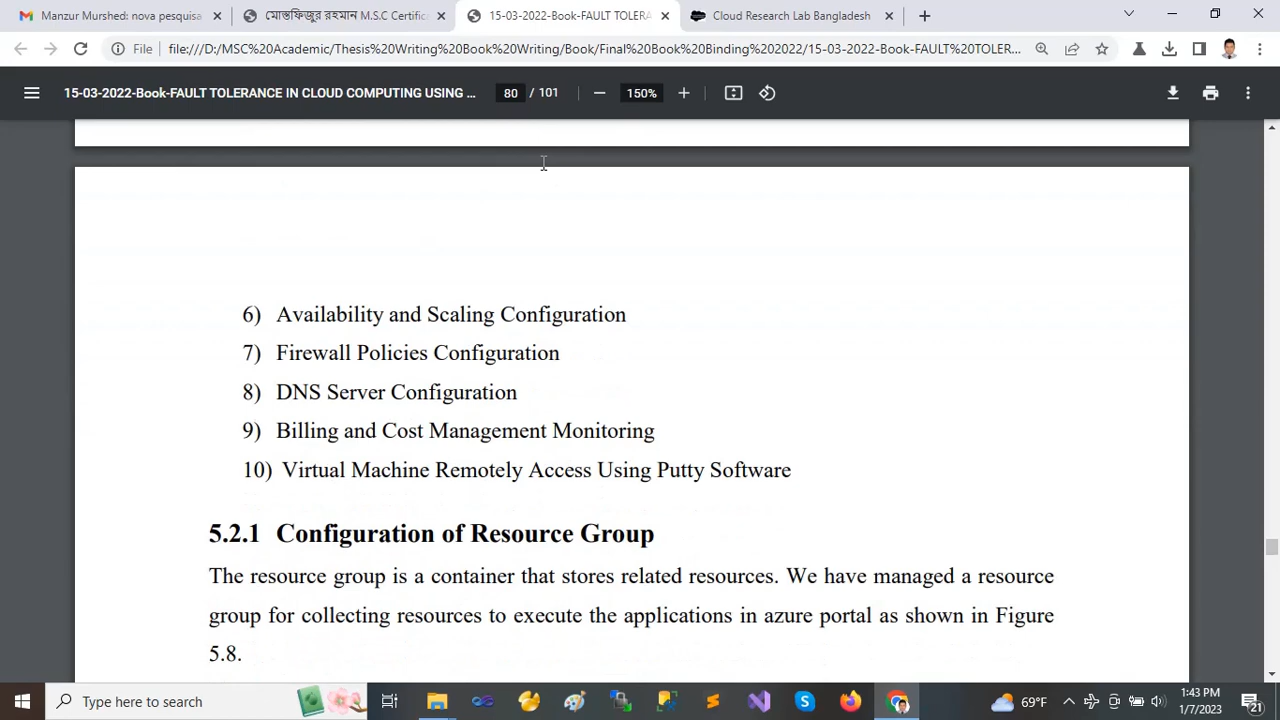 Manzur Murshed: nova pesquisa
মোস্তফিজুর রহমান M.S.C Certific
15-03-2022-Book-FAULT TOLERA
Cloud Research Lab Bangladesh
File
file:///D:/MSC%20Academic/Thesis%20Writing%20Book%20Writing/Book/Final%20Book%20Binding%202022/15-03-2022-Book-FAULT%20TOLER...
15-03-2022-Book-FAULT TOLERANCE IN CLOUD COMPUTING USING ...
80 / 101
150%
6) Availability and Scaling Configuration
7) Firewall Policies Configuration
8) DNS Server Configuration
9) Billing and Cost Management Monitoring
10) Virtual Machine Remotely Access Using Putty Software
5.2.1 Configuration of Resource Group
The resource group is a container that stores related resources. We have managed a resource
group for collecting resources to execute the applications in azure portal as shown in Figure
5.8.
Type here to search
69°F
1:43 PM
1/7/2023
21